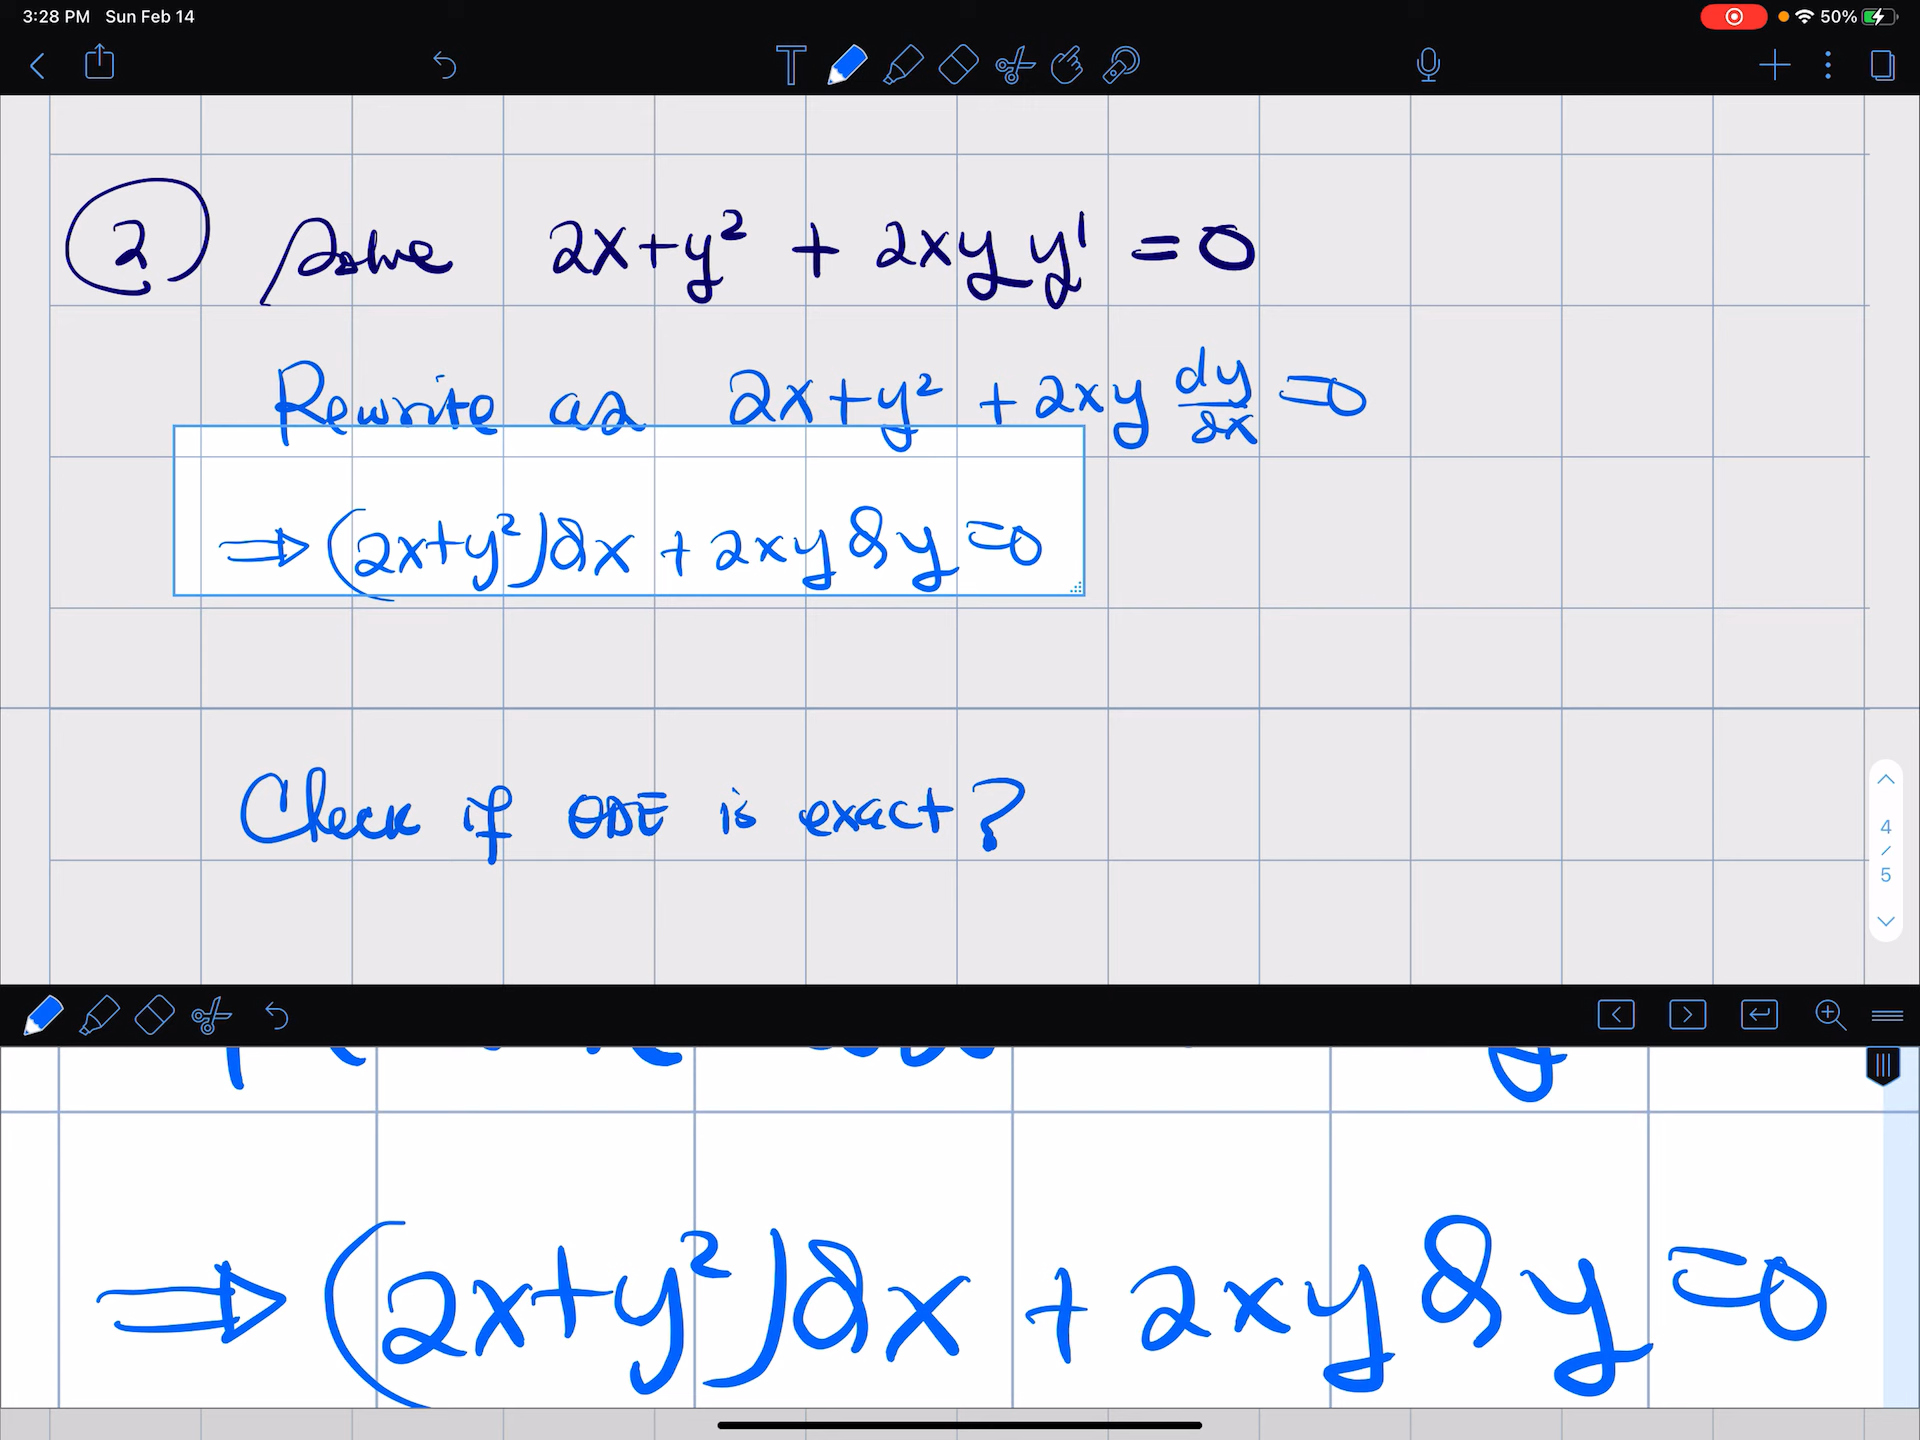 3:28 PM Sun Feb 14
50%
2 Solve 2x+y² + 2xy y' = 0
Rewrite as 2x+y² + 2xy dy/dx = 0
⇒ (2x+y²)dx + 2xy dy = 0
Check if ODE is exact?
4
/
5
⇒ (2x+y²)dx + 2xy dy = 0